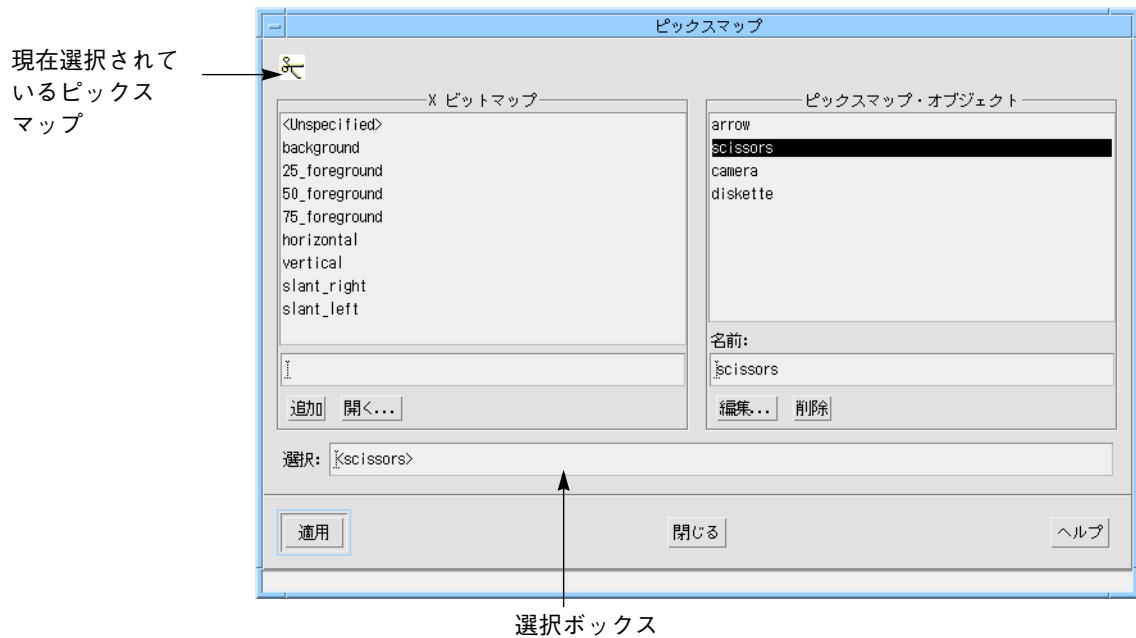 ピックスマップ
現在選択されて
いるピックス
マップ
X ビットマップ
<Unspecified>
background
25_foreground
50_foreground
75_foreground
horizontal
vertical
slant_right
slant_left
追加 開く...
ピックスマップ・オブジェクト
arrow
scissors
camera
diskette
名前:
scissors
編集... 削除
選択: <scissors>
適用 閉じる ヘルプ
選択ボックス